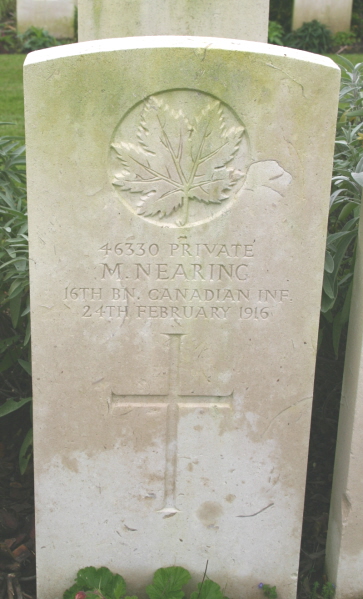 46330 PRIVATE
M. NEARING
16TH BN. CANADIAN INF.
24TH FEBRUARY 1916